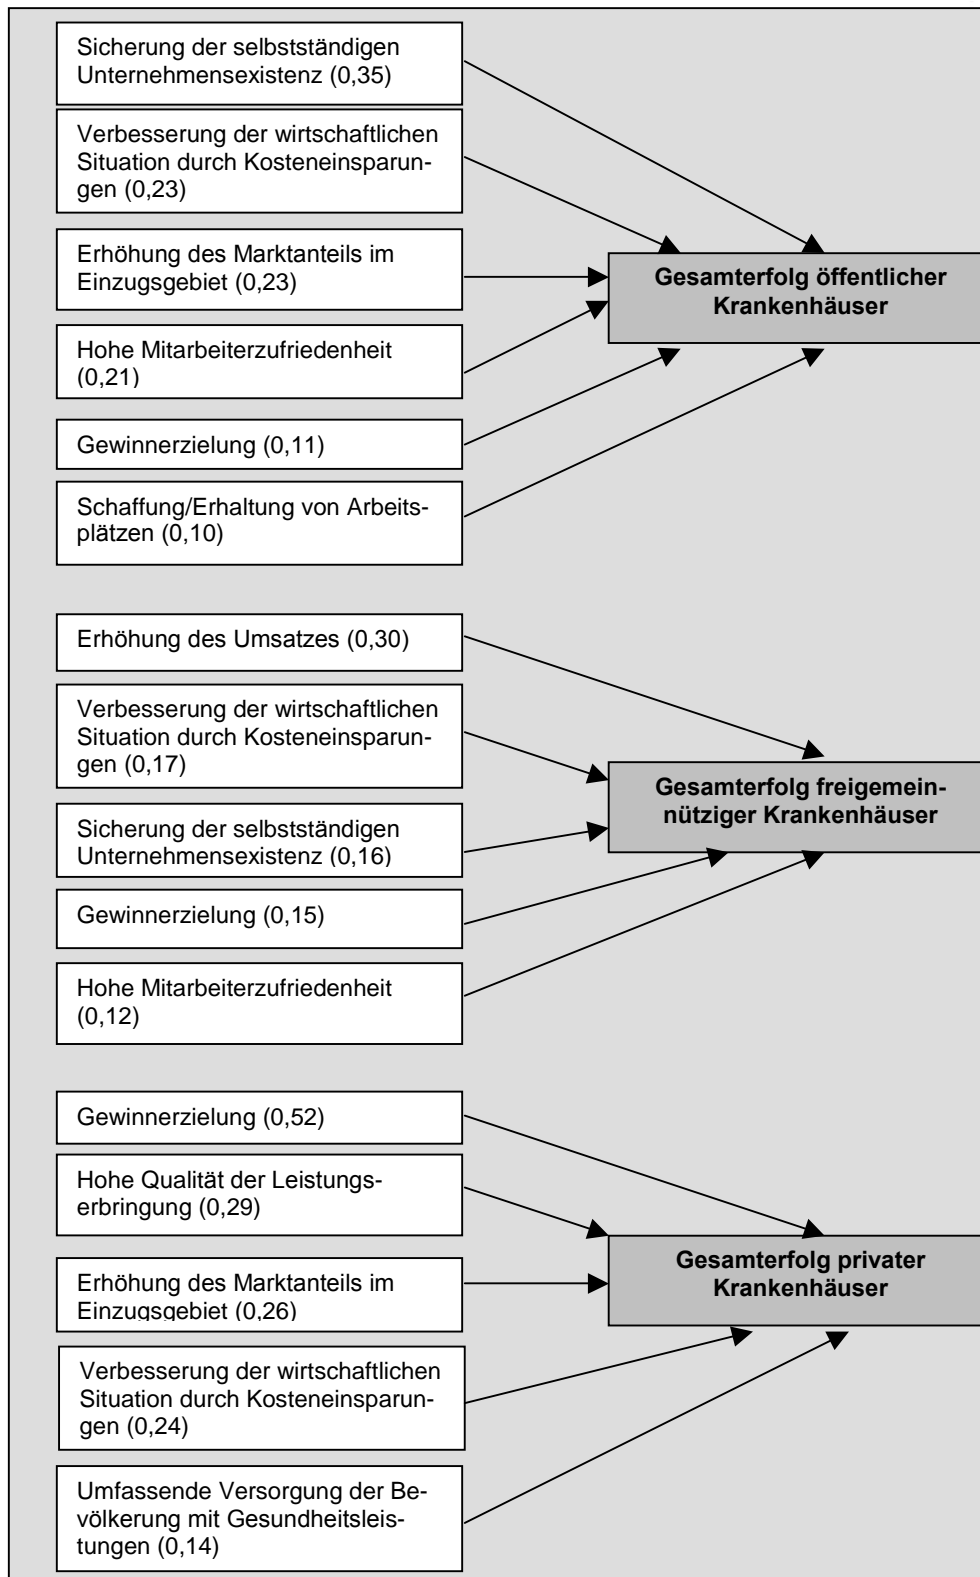 Sicherung der selbstständigen
Unternehmensexistenz (0,35)
Verbesserung der wirtschaftlichen
Situation durch Kosteneinsparun-
gen (0,23)
Erhöhung des Marktanteils im
Einzugsgebiet (0,23)
Hohe Mitarbeiterzufriedenheit
(0,21)
Gewinnerzielung (0,11)
Schaffung/Erhaltung von Arbeits-
plätzen (0,10)
Gesamterfolg öffentlicher
Krankenhäuser
Erhöhung des Umsatzes (0,30)
Verbesserung der wirtschaftlichen
Situation durch Kosteneinsparun-
gen (0,17)
Sicherung der selbstständigen
Unternehmensexistenz (0,16)
Gewinnerzielung (0,15)
Hohe Mitarbeiterzufriedenheit
(0,12)
Gesamterfolg freigemein-
nütziger Krankenhäuser
Gewinnerzielung (0,52)
Hohe Qualität der Leistungs-
erbringung (0,29)
Erhöhung des Marktanteils im
Einzugsgebiet (0,26)
Verbesserung der wirtschaftlichen
Situation durch Kosteneinsparun-
gen (0,24)
Umfassende Versorgung der Be-
völkerung mit Gesundheitsleis-
tungen (0,14)
Gesamterfolg privater
Krankenhäuser